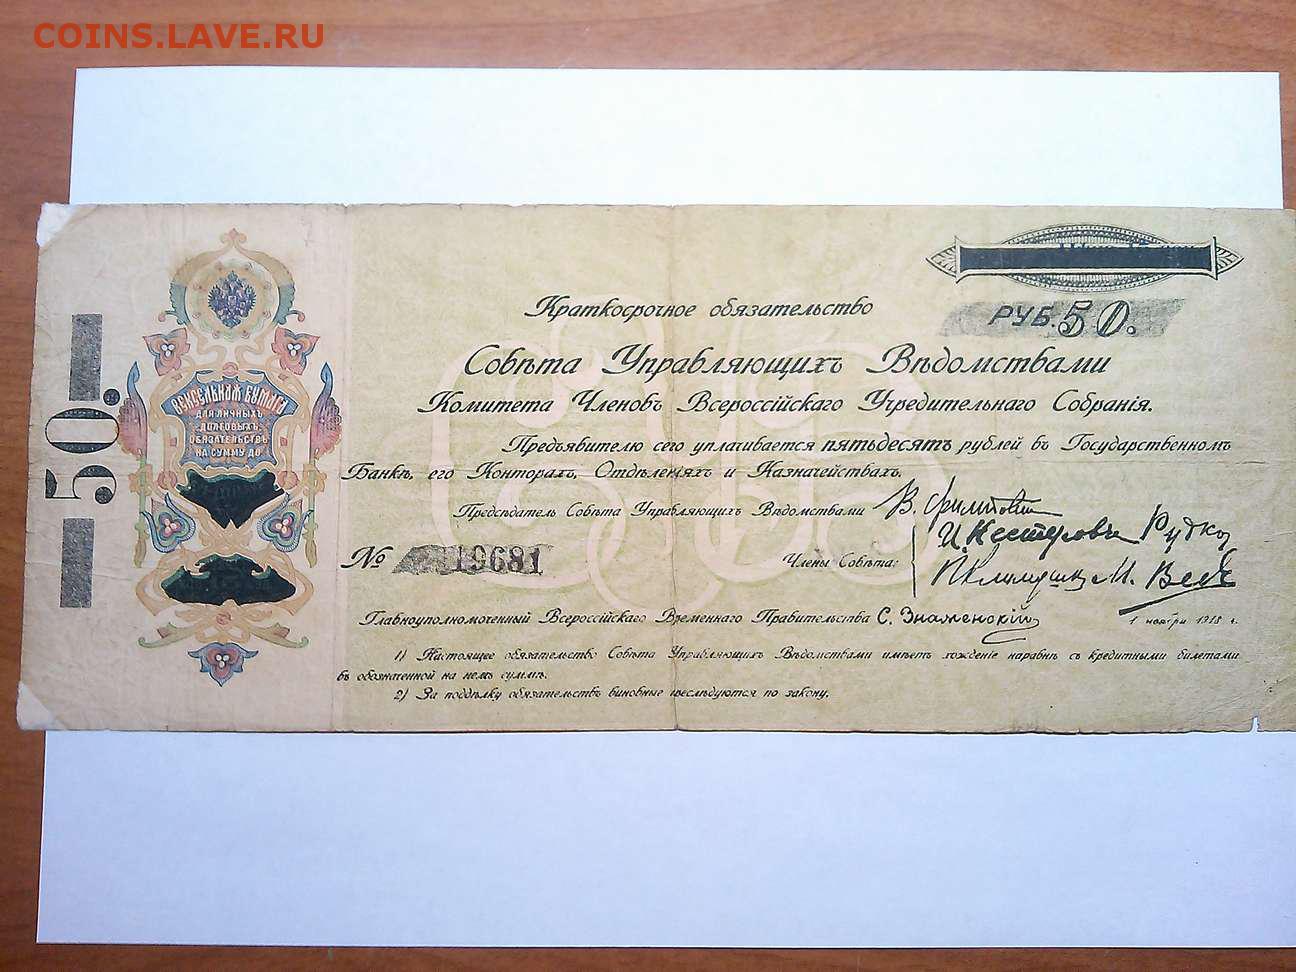 COINS.LAVE.RU
Краткосрочное обязательство
РУБ. 50.
Совѣта Управляющихъ Вѣдомствами
Комитета Членовъ Всероссійскаго Учредительнаго Собранія.
Предъявителю сего уплачивается пятьдесятъ рублей въ Государственномъ
Банкѣ, его Конторахъ, Отдѣленіяхъ и Казначействахъ.
Предсѣдатель Совѣта Управляющихъ Вѣдомствами
№ 19681
Члены Совѣта:
И. Нестеровъ
Главноуполномоченный Всероссійскаго Временнаго Правительства С. Знаменскій
1 ноября 1918 г.
1) Настоящее обязательство Совѣта Управляющихъ Вѣдомствами имѣетъ хожденіе наравнѣ съ кредитными билетами
въ обозначенной на немъ суммѣ.
2) За поддѣлку обязательствъ виновные преслѣдуются по закону.
50.
ВЕКСЕЛЬНАЯ БУМАГА
ДЛЯ ЛИЧНЫХЪ
ДОЛГОВЫХЪ
ОБЯЗАТЕЛЬСТВЪ
НА СУММУ ДО